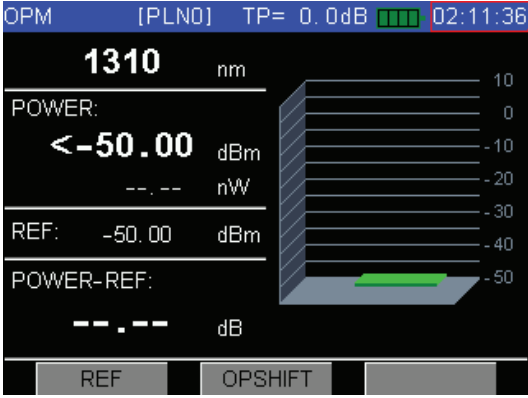 OPM [PLN0] TP= 0.0dB 02:11:36
1310 nm
POWER:
<-50.00 dBm
--.-- nW
REF: -50.00 dBm
POWER-REF:
--.-- dB
10
0
-10
-20
-30
-40
-50
REF OPSHIFT